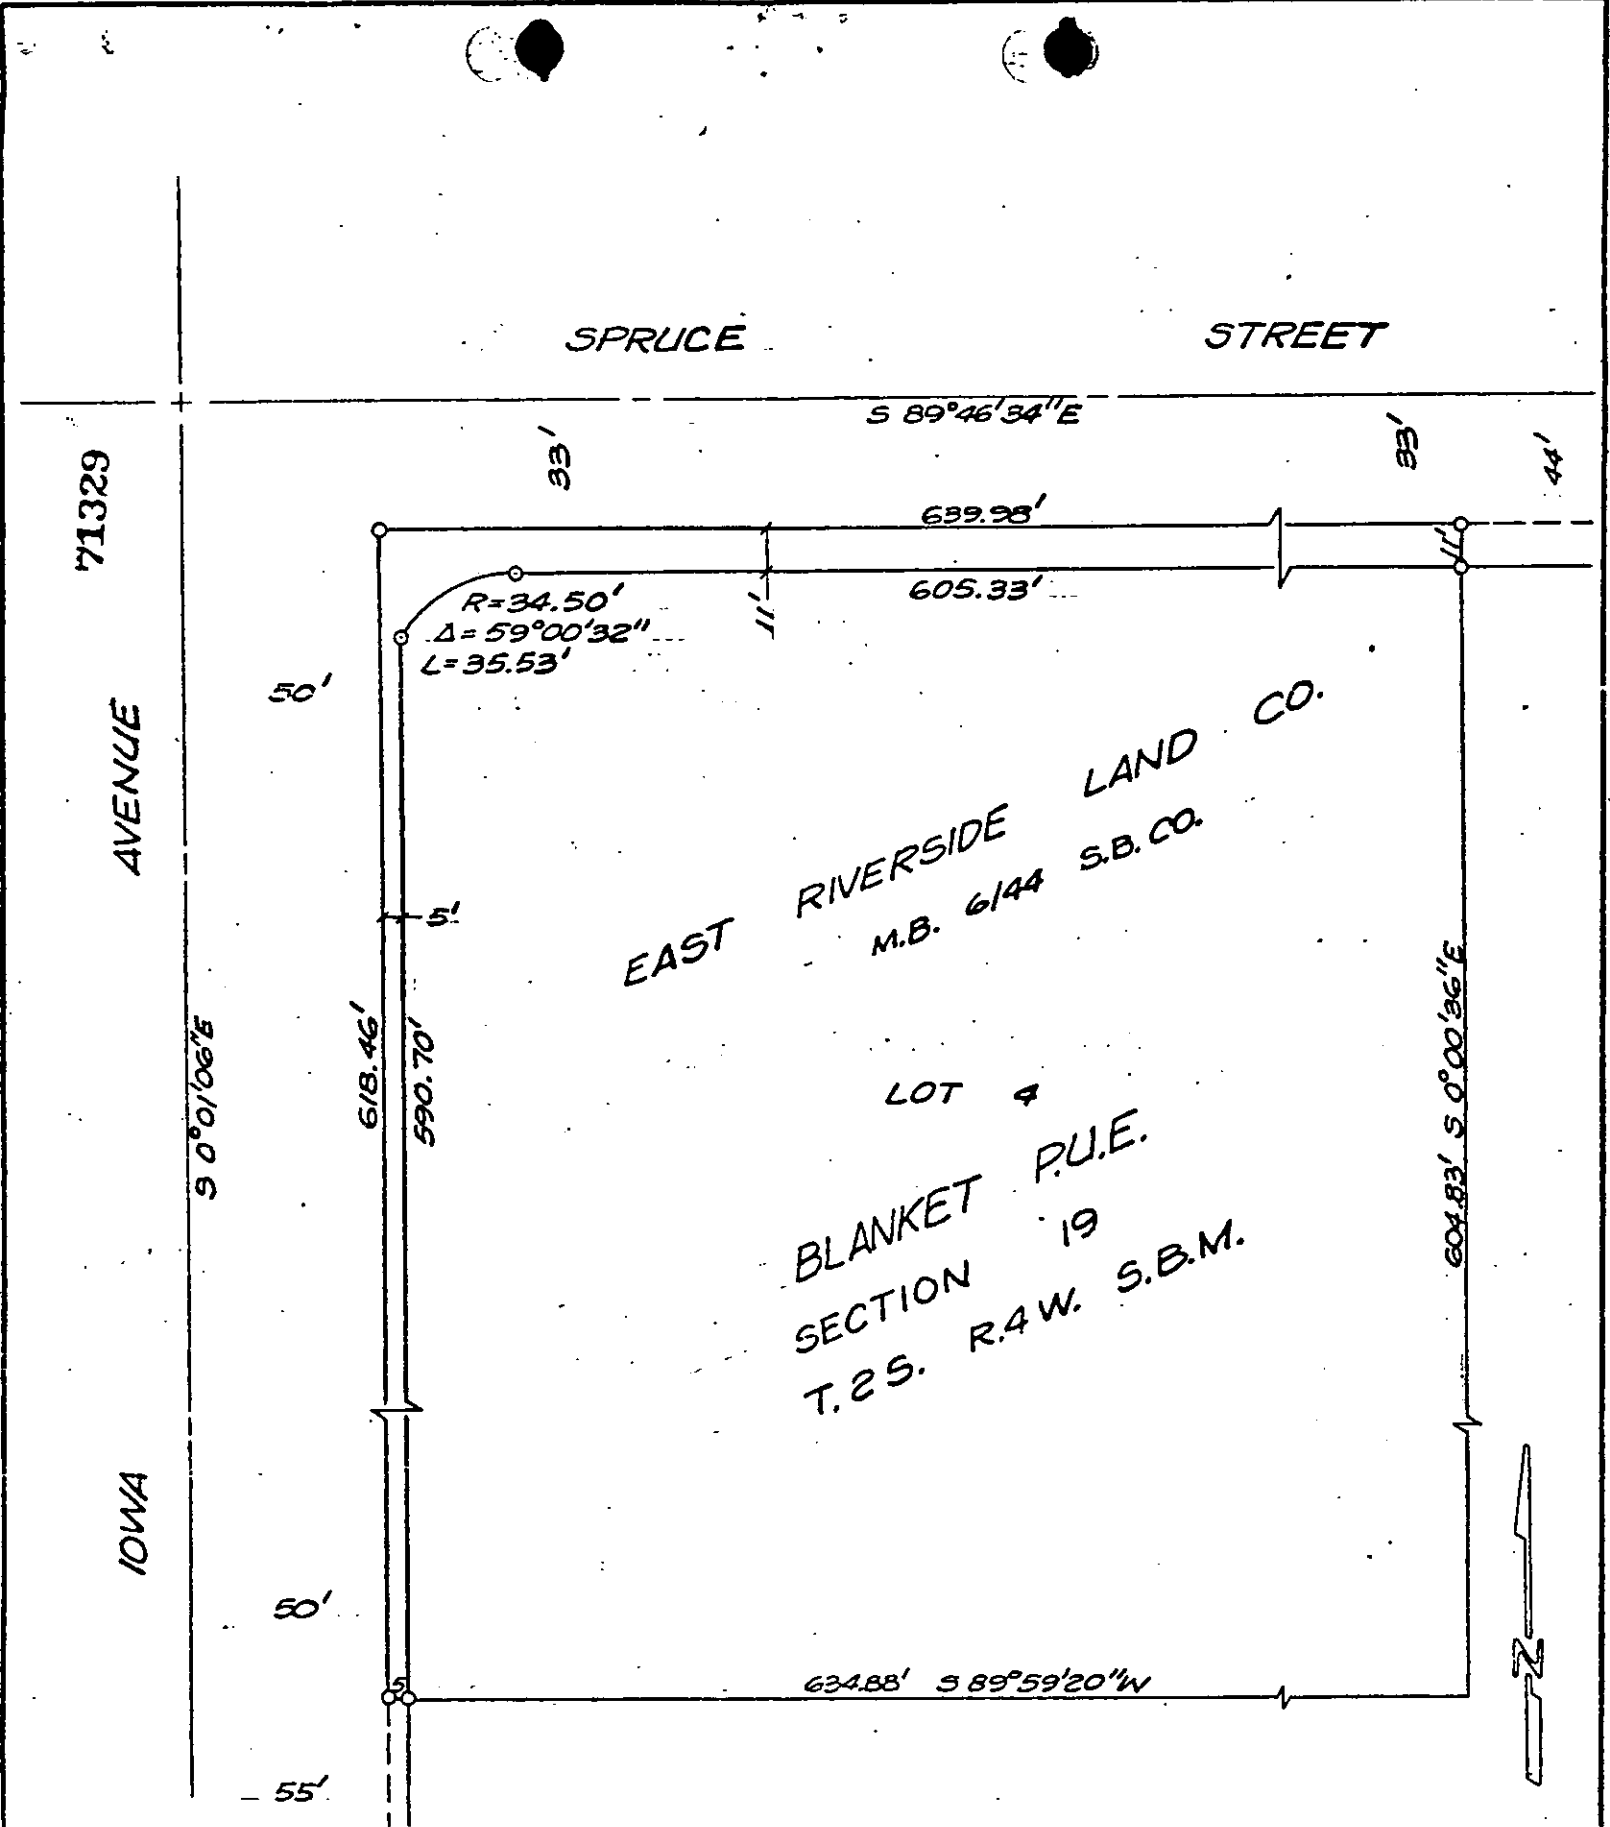 SPRUCE STREET
S 89°46'34"E
33'
33'
44'
71329
639.98'
11'
605.33'
11'
R=34.50'
Δ=59°00'32"
L=35.53'
50'
AVENUE
EAST RIVERSIDE LAND CO.
M.B. 6/44 S.B. CO.
5'
618.46'
590.70'
S 0°01'06"E
604.83' S 0°00'36"E
LOT 4
BLANKET P.U.E.
SECTION 19
T.2S. R.4W. S.B.M.
IOWA
50'
5'
634.88' S 89°59'20"W
N
55'